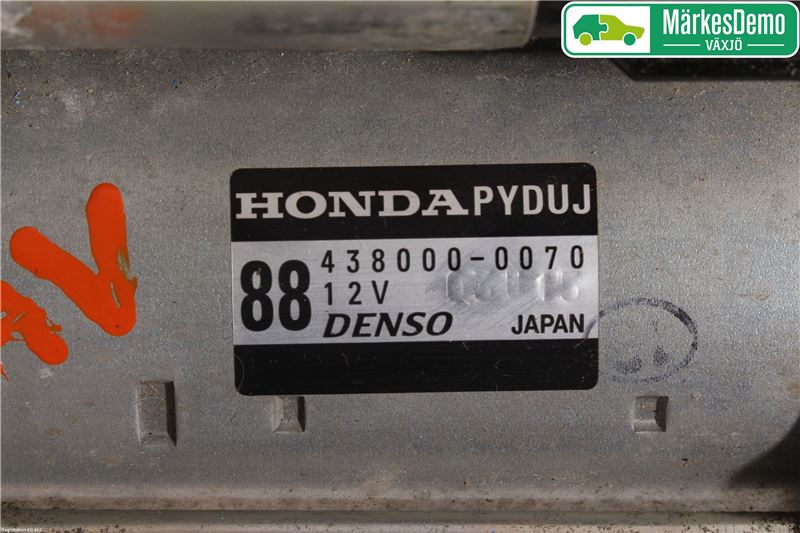 MärkesDemo
VÄXJÖ
HONDA PYDUJ
88
438000-0070
12V
DENSO JAPAN